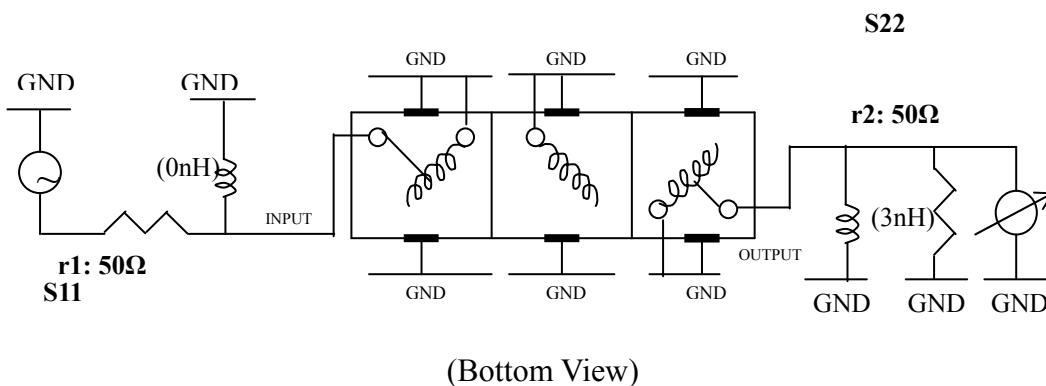 S22
GND GND GND
GND GND
r2: 50Ω
(0nH)
INPUT
(3nH)
OUTPUT
r1: 50Ω
S11
GND GND GND
GND GND GND
(Bottom View)